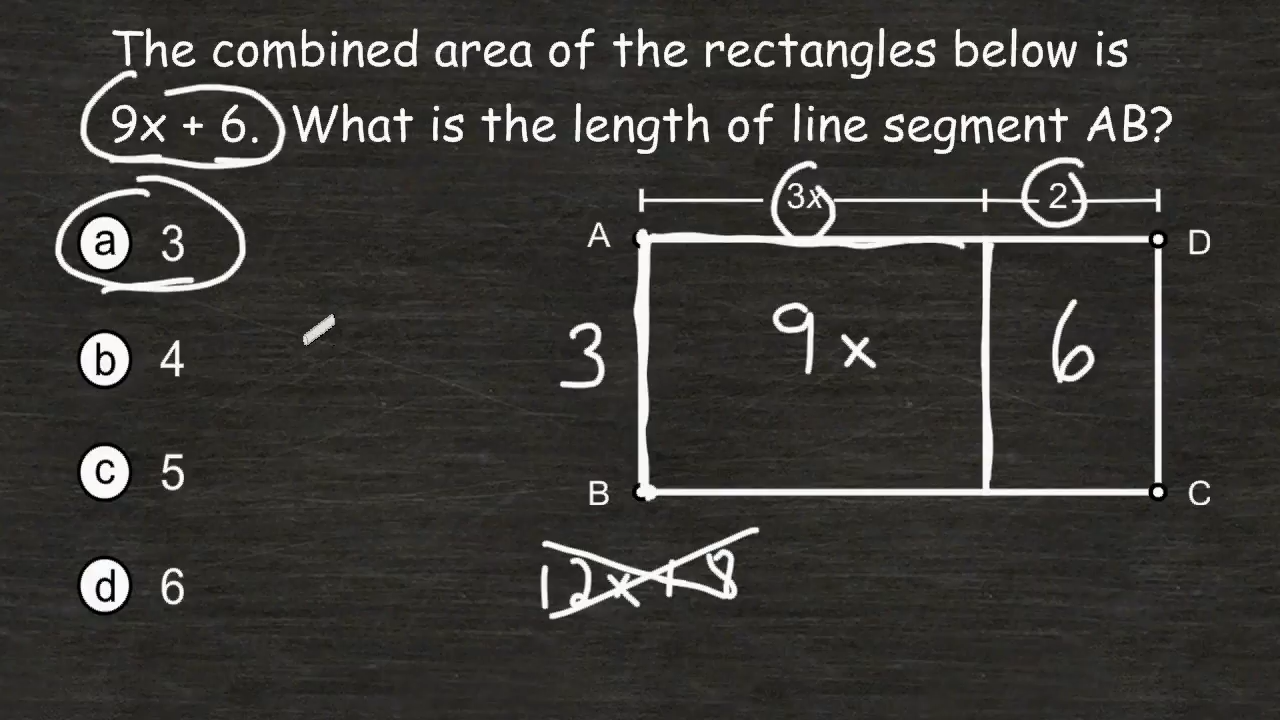 The combined area of the rectangles below is
9x + 6. What is the length of line segment AB?
a 3
b 4
c 5
d 6
3x 2
A D
3 9x 6
B C
12x+8